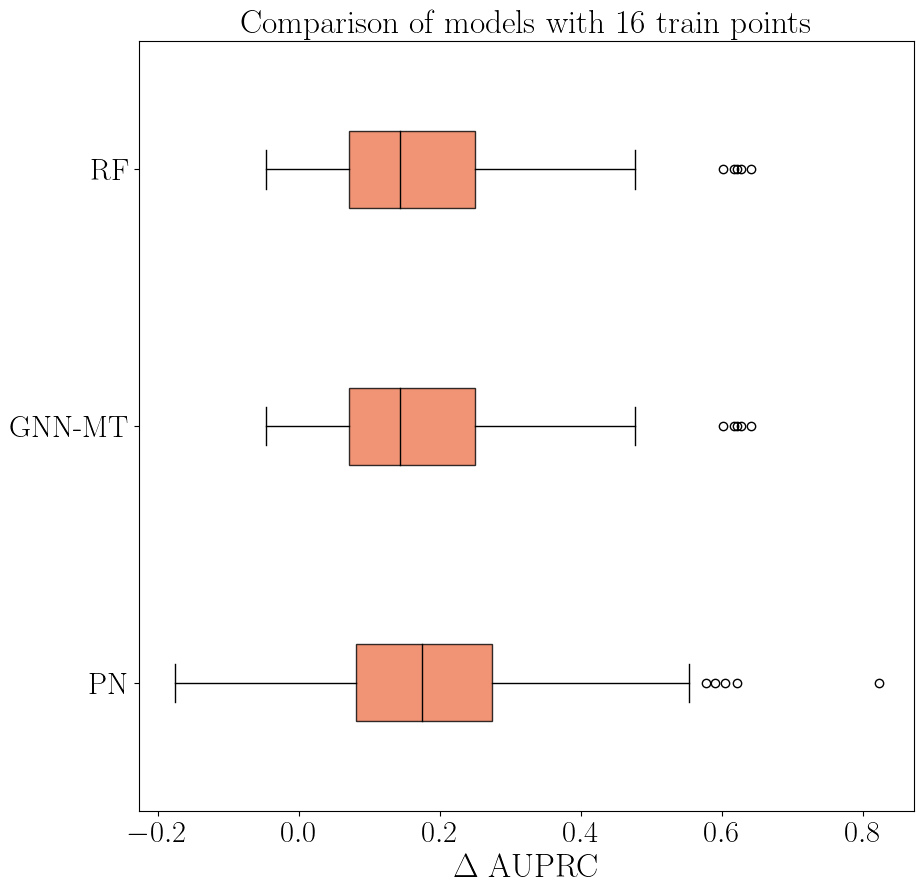 Comparison of models with 16 train points
RF
GNN-MT
PN
−0.2 0.0 0.2 0.4 0.6 0.8
Δ AUPRC